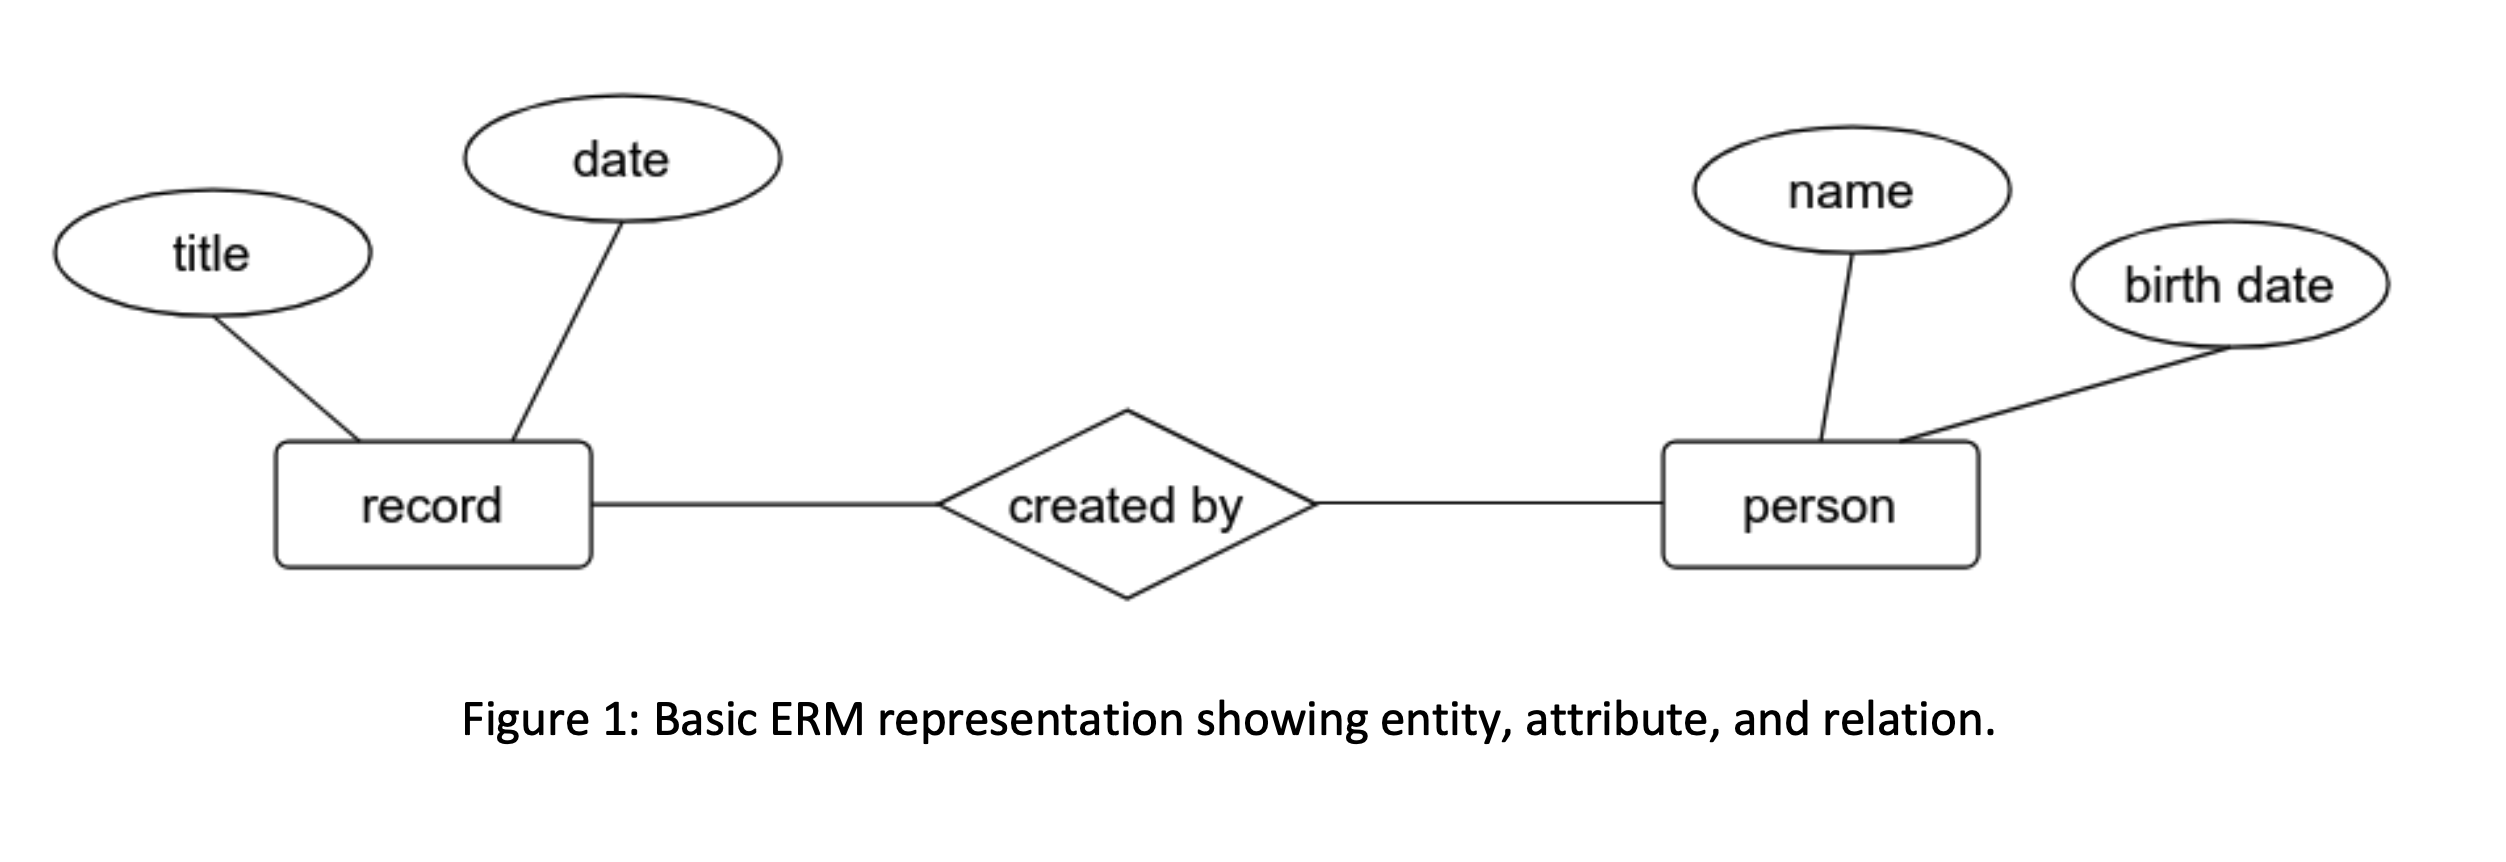 date
name
title
birth date
record
created by
person
Figure 1: Basic ERM representation showing entity, attribute, and relation.